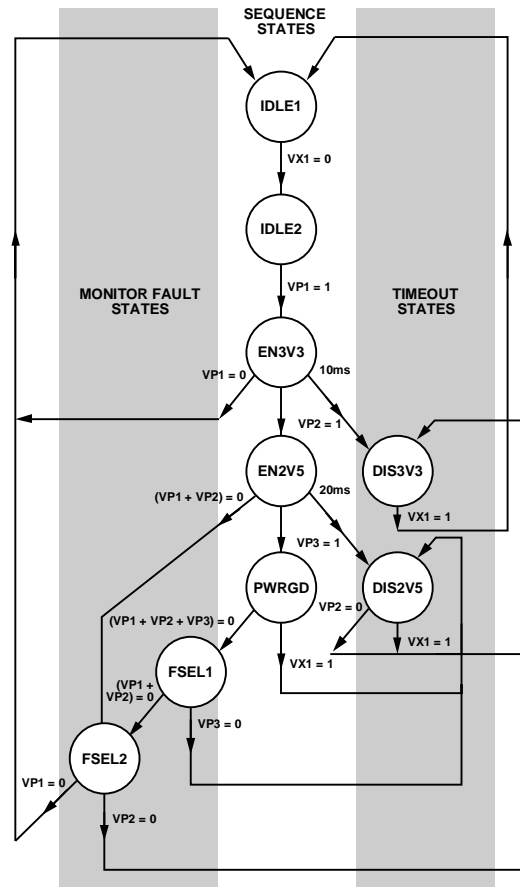 SEQUENCE
STATES
IDLE1
VX1 = 0
IDLE2
MONITOR FAULT
STATES
VP1 = 1
TIMEOUT
STATES
EN3V3
VP1 = 0
10ms
VP2 = 1
EN2V5
DIS3V3
(VP1 + VP2) = 0
20ms
VX1 = 1
VP3 = 1
PWRGD
DIS2V5
VP2 = 0
(VP1 + VP2 + VP3) = 0
VX1 = 1
FSEL1
VX1 = 1
(VP1 +
VP2) = 0
VP3 = 0
FSEL2
VP1 = 0
VP2 = 0